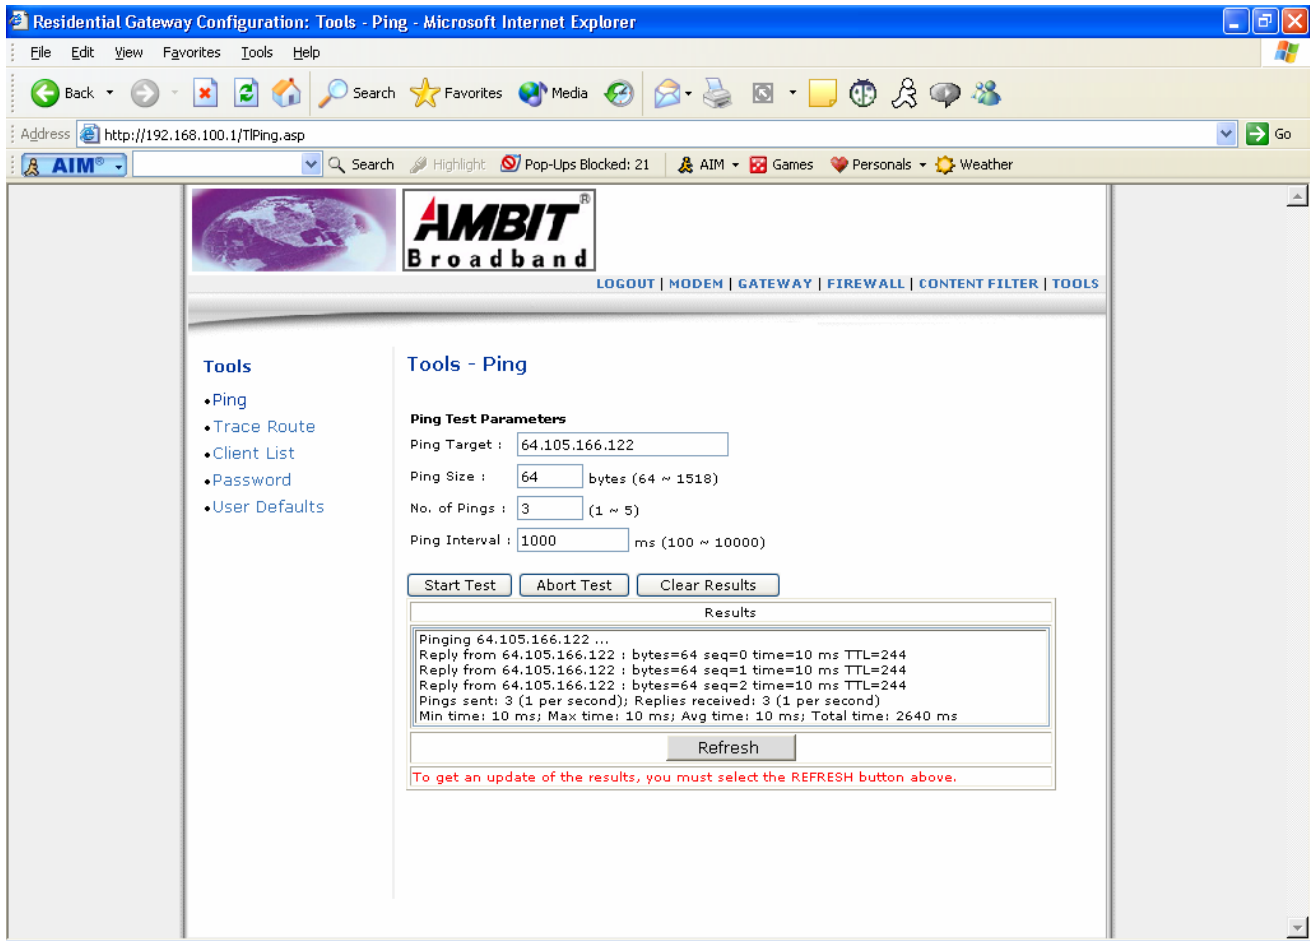 Residential Gateway Configuration: Tools - Ping - Microsoft Internet Explorer
File Edit View Favorites Tools Help
Back Search Favorites Media
Address http://192.168.100.1/TlPing.asp Go
AIM® Search Highlight Pop-Ups Blocked: 21 AIM Games Personals Weather
AMBIT®
Broadband
LOGOUT | MODEM | GATEWAY | FIREWALL | CONTENT FILTER | TOOLS
Tools
•Ping
•Trace Route
•Client List
•Password
•User Defaults
Tools - Ping
Ping Test Parameters
Ping Target : 64.105.166.122
Ping Size : 64 bytes (64 ~ 1518)
No. of Pings : 3 (1 ~ 5)
Ping Interval : 1000 ms (100 ~ 10000)
Start Test Abort Test Clear Results
Results
Pinging 64.105.166.122 ...
Reply from 64.105.166.122 : bytes=64 seq=0 time=10 ms TTL=244
Reply from 64.105.166.122 : bytes=64 seq=1 time=10 ms TTL=244
Reply from 64.105.166.122 : bytes=64 seq=2 time=10 ms TTL=244
Pings sent: 3 (1 per second); Replies received: 3 (1 per second)
Min time: 10 ms; Max time: 10 ms; Avg time: 10 ms; Total time: 2640 ms
Refresh
To get an update of the results, you must select the REFRESH button above.